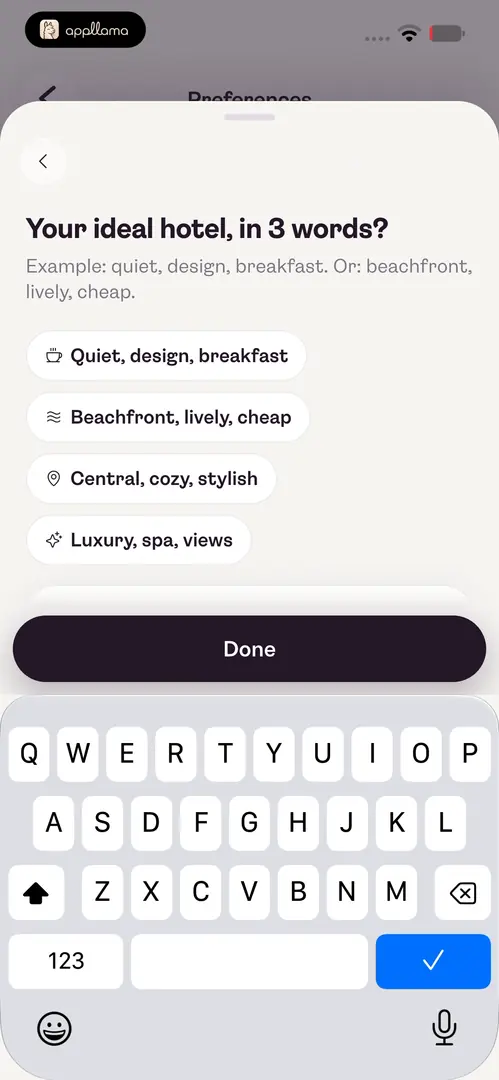 appllama
Preferences
Your ideal hotel, in 3 words?
Example: quiet, design, breakfast. Or: beachfront,
lively, cheap.
Quiet, design, breakfast
Beachfront, lively, cheap
Central, cozy, stylish
Luxury, spa, views
Done
Q W E R T Y U I O P
A S D F G H J K L
Z X C V B N M
123